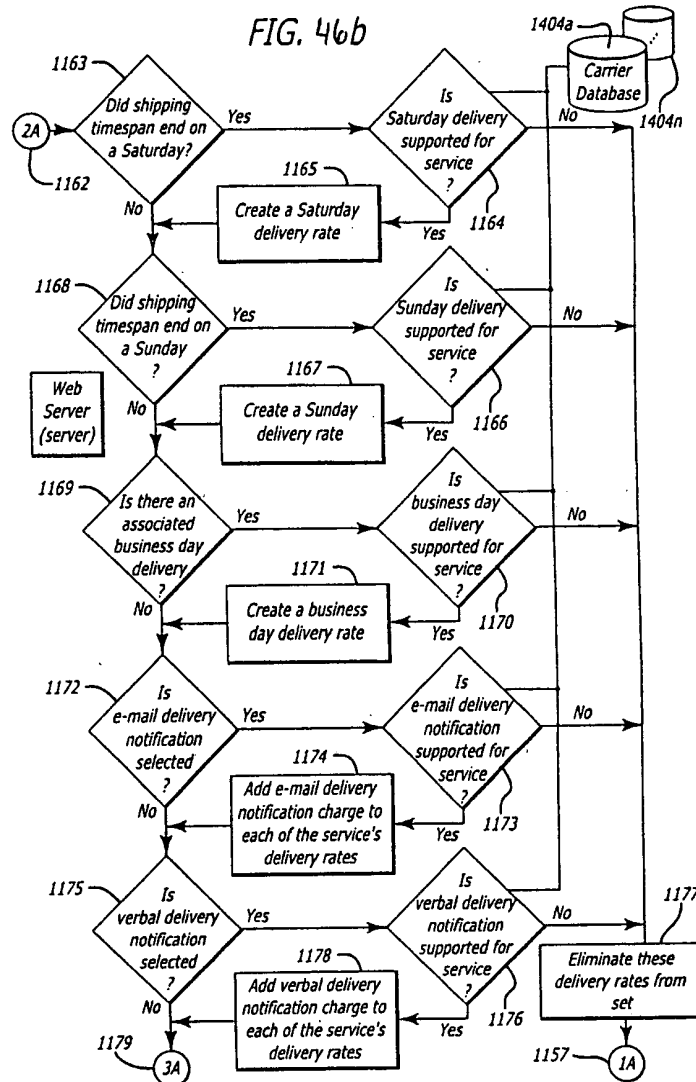 FIG. 46b
1404a
Carrier
Database
1404n
1163
Did shipping
timespan end on
a Saturday?
Yes
Is
Saturday delivery
supported for
service
?
No
2A
1162
1165
Create a Saturday
delivery rate
Yes
1164
No
1168
Did shipping
timespan end on
a Sunday
?
Yes
Is
Sunday delivery
supported for
service
?
No
Web
Server
(server)
1167
Create a Sunday
delivery rate
Yes
1166
No
1169
Is there an
associated
business day
delivery
?
Yes
Is
business day
delivery
supported for
service
?
No
1171
Create a business
day delivery rate
Yes
1170
No
1172
Is
e-mail delivery
notification
selected
?
Yes
Is
e-mail delivery
notification
supported for
service
?
No
1174
Add e-mail delivery
notification charge to
each of the service's
delivery rates
Yes
1173
No
1175
Is
verbal delivery
notification
selected
?
Yes
Is
verbal delivery
notification
supported for
service
?
No
1177
Eliminate these
delivery rates from
set
1178
Add verbal delivery
notification charge to
each of the service's
delivery rates
Yes
1176
No
1179
3A
1157
1A